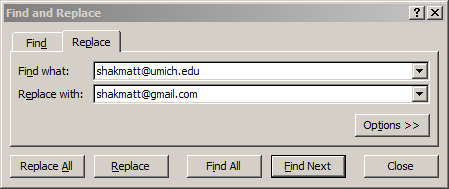 Find and Replace
Find Replace
Find what: shakmatt@umich.edu
Replace with: shakmatt@gmail.com
Options >>
Replace All Replace Find All Find Next Close